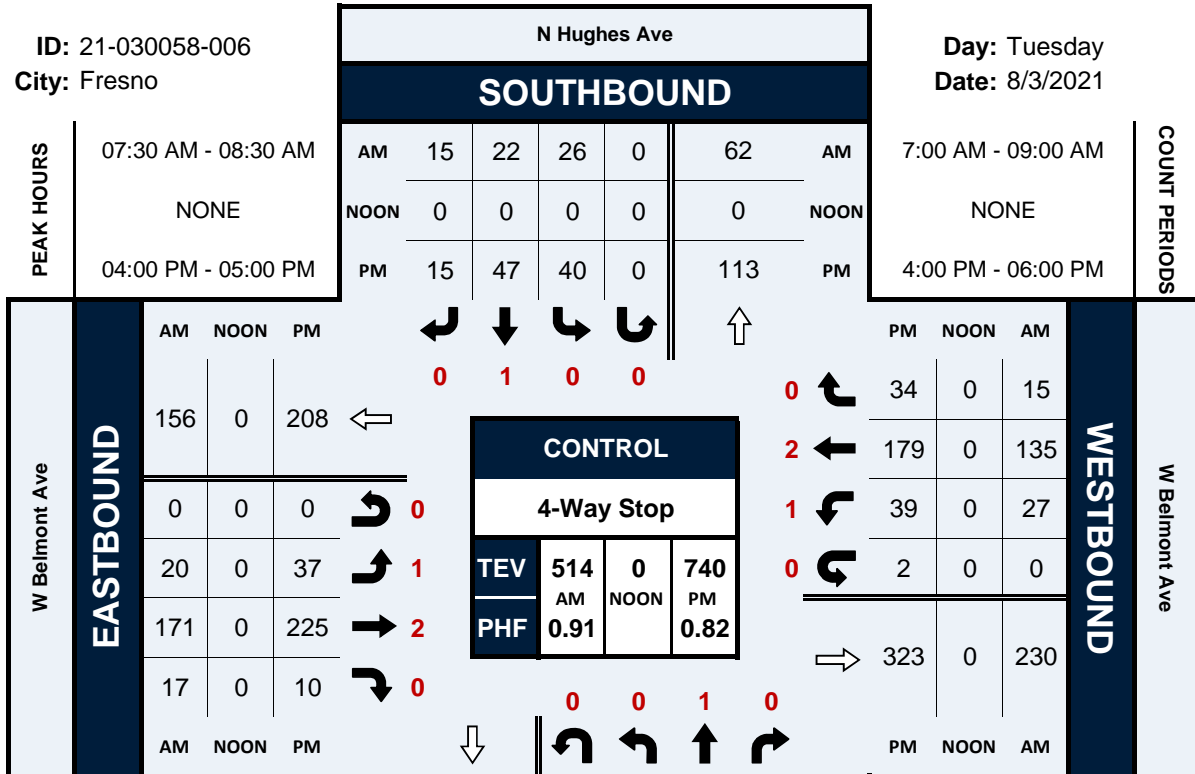 ID: 21-030058-006
City: Fresno
N Hughes Ave
SOUTHBOUND
Day: Tuesday
Date: 8/3/2021
PEAK HOURS
07:30 AM - 08:30 AM
NONE
04:00 PM - 05:00 PM
AM 15 22 26 0 62 AM
NOON 0 0 0 0 0 NOON
PM 15 47 40 0 113 PM
7:00 AM - 09:00 AM
NONE
4:00 PM - 06:00 PM
COUNT PERIODS
0 1 0 0
W Belmont Ave
EASTBOUND
AM NOON PM
156 0 208
0 0 0 0
20 0 37 1
171 0 225 2
17 0 10 0
AM NOON PM
CONTROL
4-Way Stop
TEV 514 0 740
AM NOON PM
PHF 0.91 0.82
PM NOON AM
0 34 0 15
2 179 0 135
1 39 0 27
0 2 0 0
323 0 230
PM NOON AM
WESTBOUND
W Belmont Ave
0 0 1 0